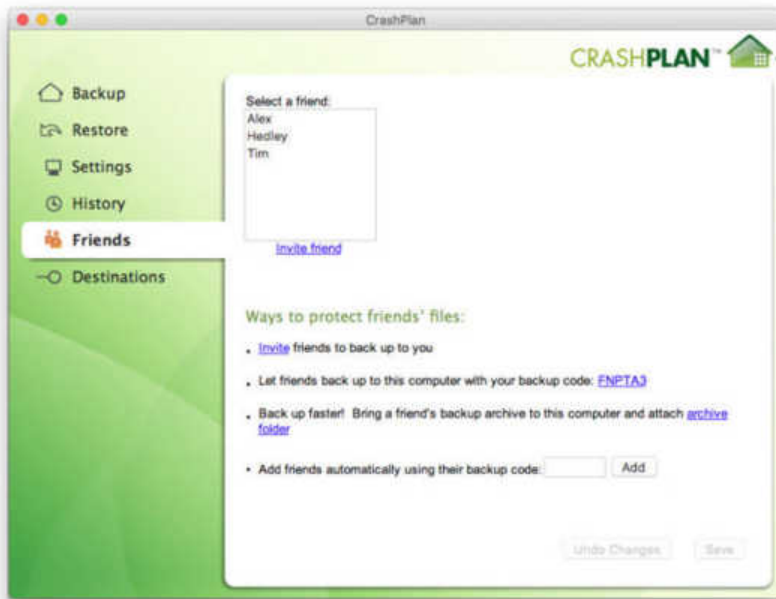 CrashPlan
CRASHPLAN™
Backup
Restore
Settings
History
Friends
Destinations
Select a friend:
Alex
Hedley
Tim
Invite friend
Ways to protect friends' files:
• Invite friends to back up to you
• Let friends back up to this computer with your backup code: FNPTA3
• Back up faster! Bring a friend's backup archive to this computer and attach archive
folder
• Add friends automatically using their backup code: Add
Undo Changes Save